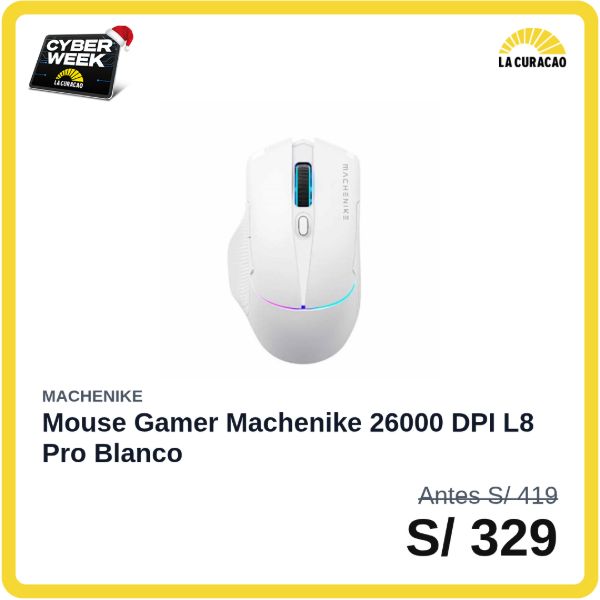 CYBER
WEEK
LA CURACAO
LA CURACAO
MACHENIKE
MACHENIKE
Mouse Gamer Machenike 26000 DPI L8
Pro Blanco
Antes S/ 419
S/ 329